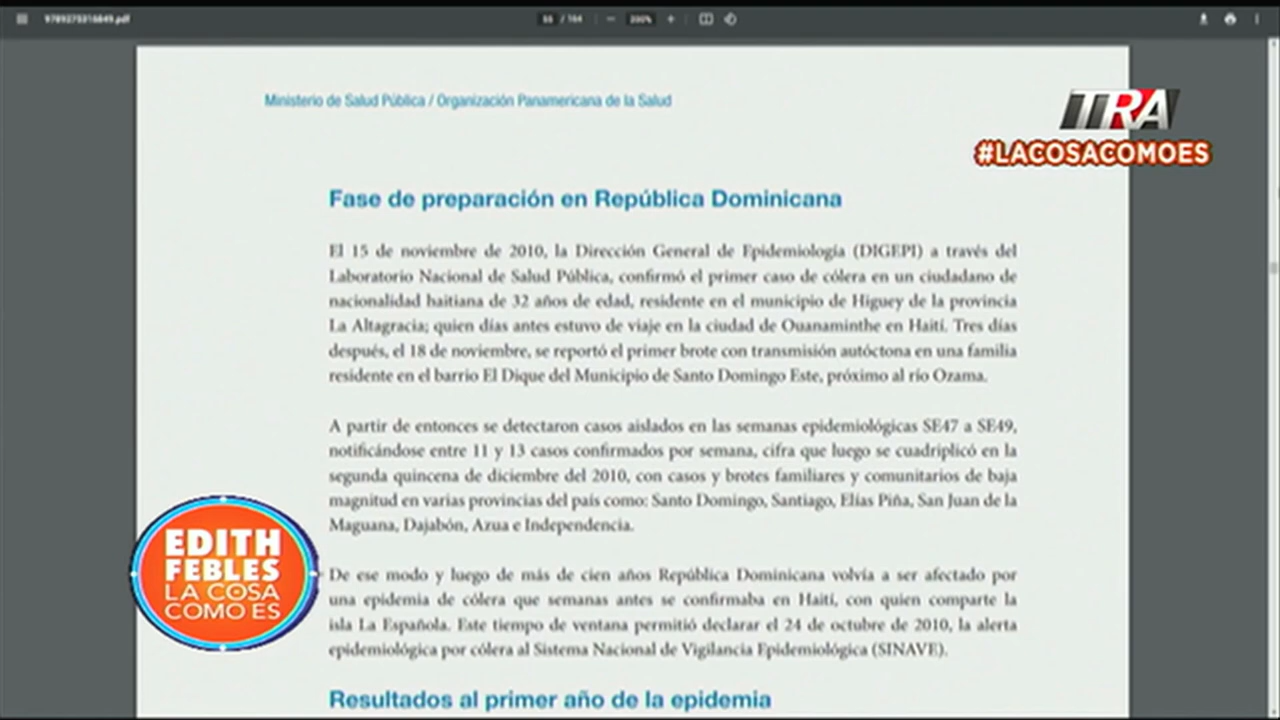 9789275316849.pdf
55 / 164
200%
Ministerio de Salud Pública / Organización Panamericana de la Salud
TRA
#LACOSACOMOES
Fase de preparación en República Dominicana
El 15 de noviembre de 2010, la Dirección General de Epidemiología (DIGEPI) a través del
Laboratorio Nacional de Salud Pública, confirmó el primer caso de cólera en un ciudadano de
nacionalidad haitiana de 32 años de edad, residente en el municipio de Higuey de la provincia
La Altagracia; quien días antes estuvo de viaje en la ciudad de Ouanaminthe en Haití. Tres días
después, el 18 de noviembre, se reportó el primer brote con transmisión autóctona en una familia
residente en el barrio El Dique del Municipio de Santo Domingo Este, próximo al río Ozama.
A partir de entonces se detectaron casos aislados en las semanas epidemiológicas SE47 a SE49,
notificándose entre 11 y 13 casos confirmados por semana, cifra que luego se cuadriplicó en la
segunda quincena de diciembre del 2010, con casos y brotes familiares y comunitarios de baja
magnitud en varias provincias del país como: Santo Domingo, Santiago, Elías Piña, San Juan de la
Maguana, Dajabón, Azua e Independencia.
EDITH
FEBLES
LA COSA
COMO ES
De ese modo y luego de más de cien años República Dominicana volvía a ser afectado por
una epidemia de cólera que semanas antes se confirmaba en Haití, con quien comparte la
isla La Española. Este tiempo de ventana permitió declarar el 24 de octubre de 2010, la alerta
epidemiológica por cólera al Sistema Nacional de Vigilancia Epidemiológica (SINAVE).
Resultados al primer año de la epidemia